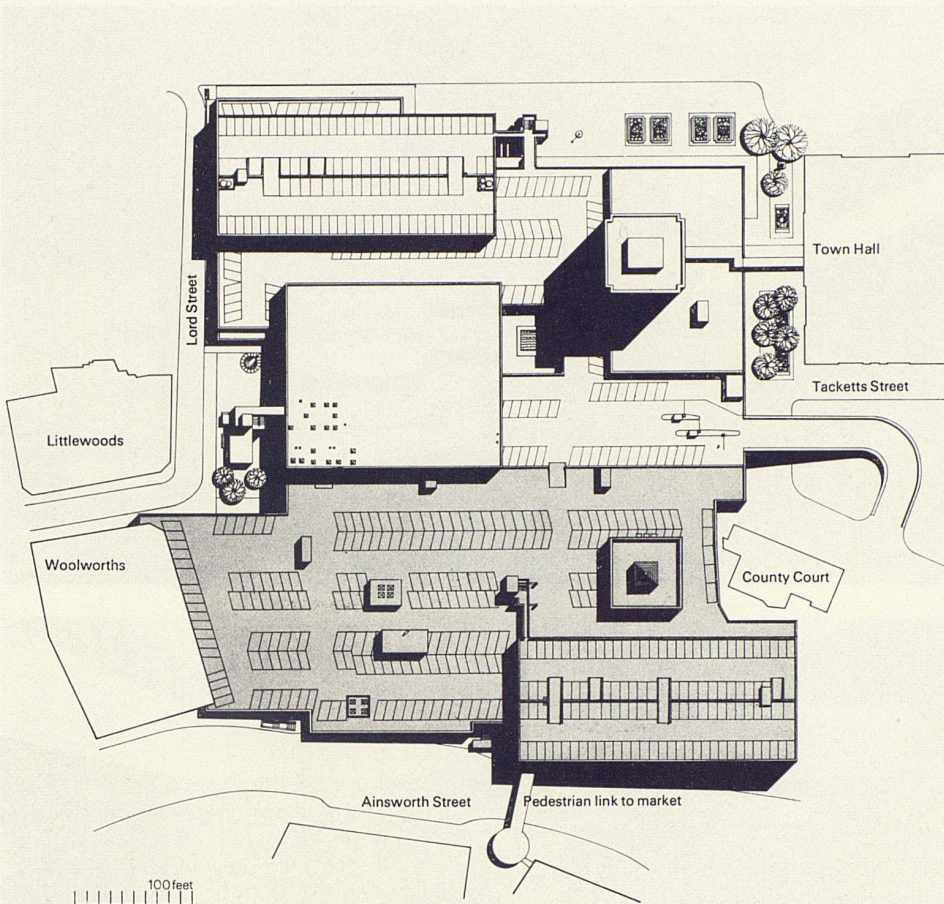 Town Hall
Lord Street
Tacketts Street
Littlewoods
Woolworths
County Court
Ainsworth Street
Pedestrian link to market
100 feet